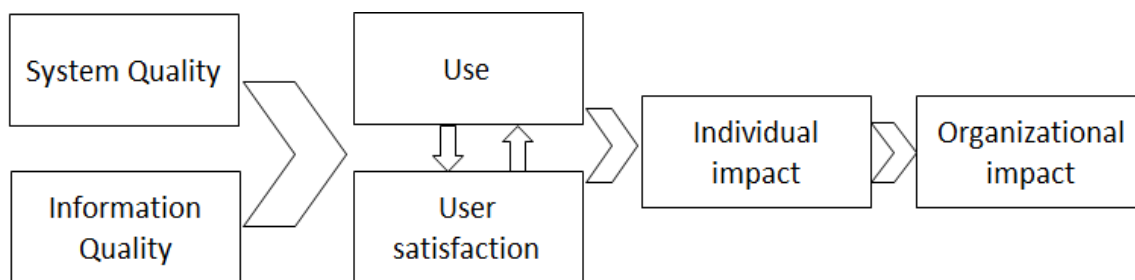 System Quality
Use
Individual
impact
Organizational
impact
Information
Quality
User
satisfaction